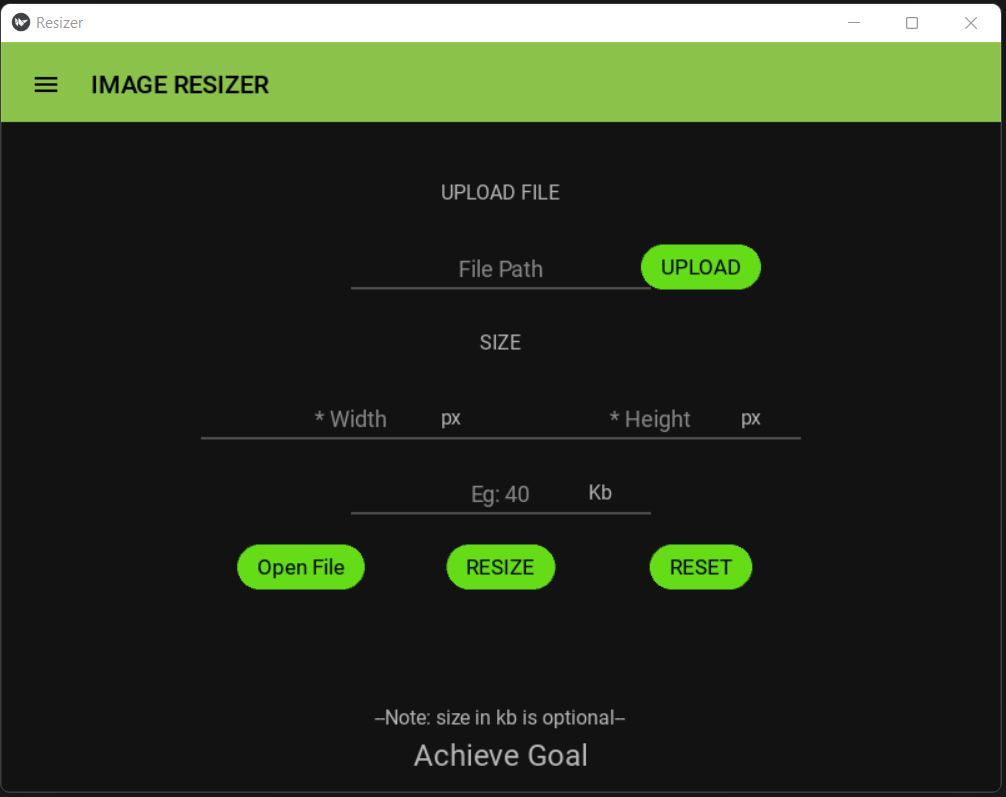 Resizer
IMAGE RESIZER
UPLOAD FILE
File Path UPLOAD
SIZE
* Width px * Height px
Eg: 40 Kb
Open File RESIZE RESET
--Note: size in kb is optional--
Achieve Goal